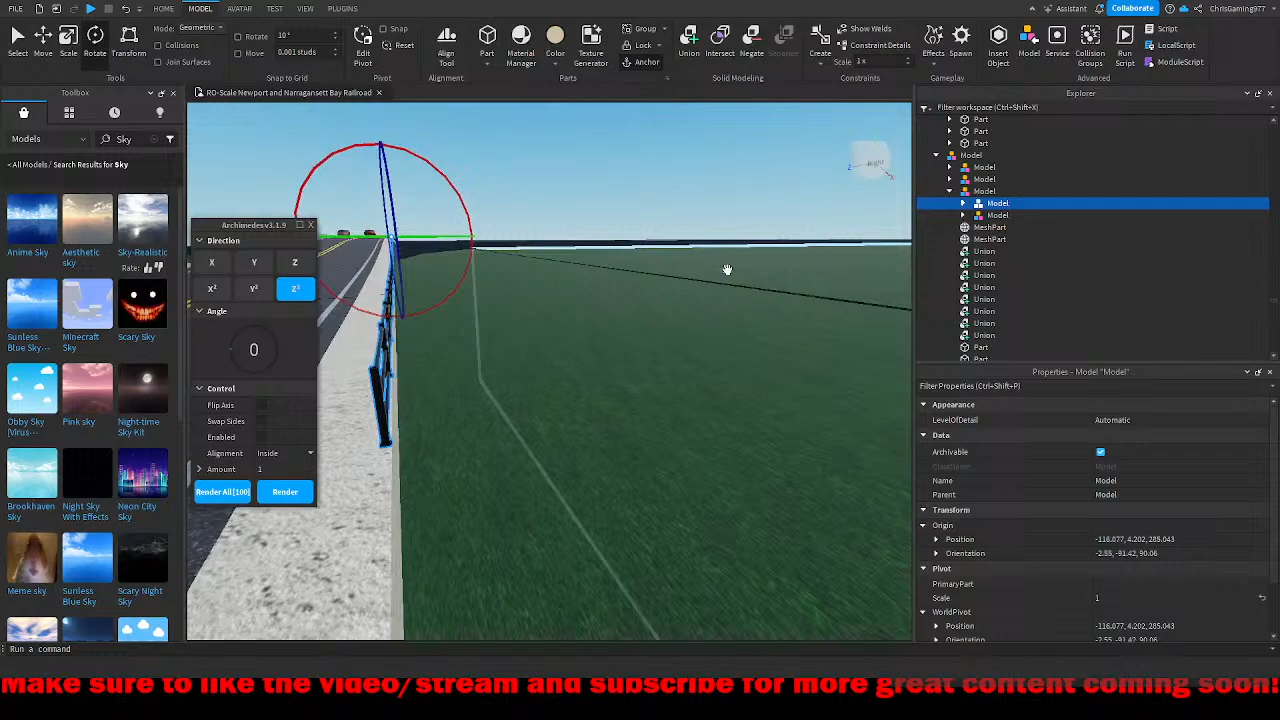 FILE HOME MODEL AVATAR TEST VIEW PLUGINS Assistant Collaborate ChrisGaming977
Select Move Scale Rotate Transform
Mode: Geometric
Collisions
Join Surfaces
Tools
Rotate 10°
Move 0.001 studs
Snap to Grid
Edit Pivot
Snap
Reset
Pivot
Align Tool
Alignment
Part Material Manager Color Texture Generator
Group
Lock
Anchor
Parts
Union Intersect Negate Separate
Solid Modeling
Create
Show Welds
Constraint Details
Scale 1x
Constraints
Effects Spawn
Gameplay
Insert Object Model Service Collision Groups Run Script
Script
LocalScript
ModuleScript
Advanced
Toolbox
Models Sky
<All Models/ Search Results for Sky
Anime Sky
Aesthetic sky
Sky-Realistic
Rate:
Sunless Blue Sky⋯
Minecraft Sky
Scary Sky
Obby Sky (Virus⋯
Pink sky
Night-time Sky Kit
Brookhaven Sky
Night Sky With Effects
Neon City Sky
Meme sky
Sunless Blue Sky
Scary Night Sky
RO-Scale Newport and Narragansett Bay Railroad ×
Right
Z
X
Archimedes v3.1.9
Direction
X Y Z
X² Y² Z²
Angle
0
Control
Flip Axis
Swap Sides
Enabled
Alignment Inside
Amount 1
Render All [100] Render
Explorer
Filter workspace (Ctrl+Shift+X)
Part
Part
Part
Model
Model
Model
Model
Model
Model
MeshPart
MeshPart
Union
Union
Union
Union
Union
Union
Union
Union
Part
Part
Properties - Model "Model"
Filter Properties (Ctrl+Shift+P)
Appearance
LevelOfDetail Automatic
Data
Archivable
ClassName Model
Name Model
Parent Model
Transform
Origin
Position -116.077, 4.202, 285.043
Orientation -2.55, -91.42, 90.06
Pivot
PrimaryPart
Scale 1
WorldPivot
Position -116.077, 4.202, 285.043
Orientation -2.55, -91.42, 90.06
Run a command
Make sure to like the video/stream and subscribe for more great content coming soon!